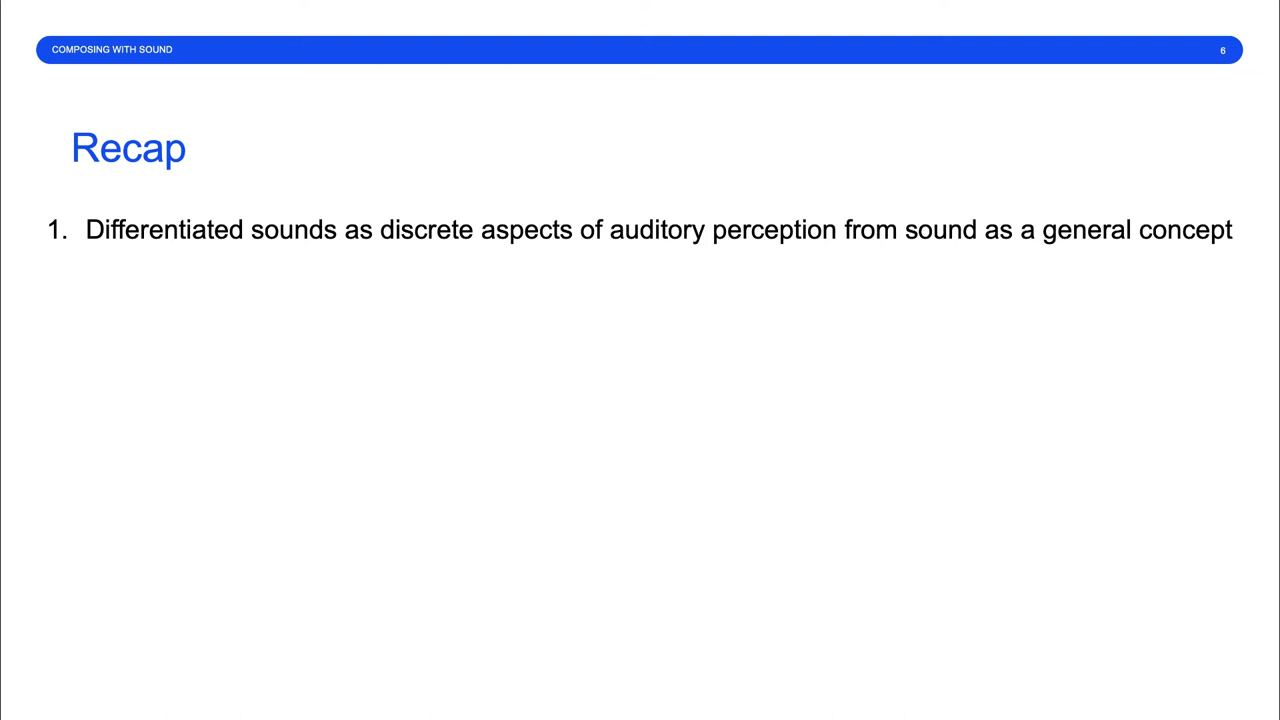 COMPOSING WITH SOUND
6
Recap
1. Differentiated sounds as discrete aspects of auditory perception from sound as a general concept